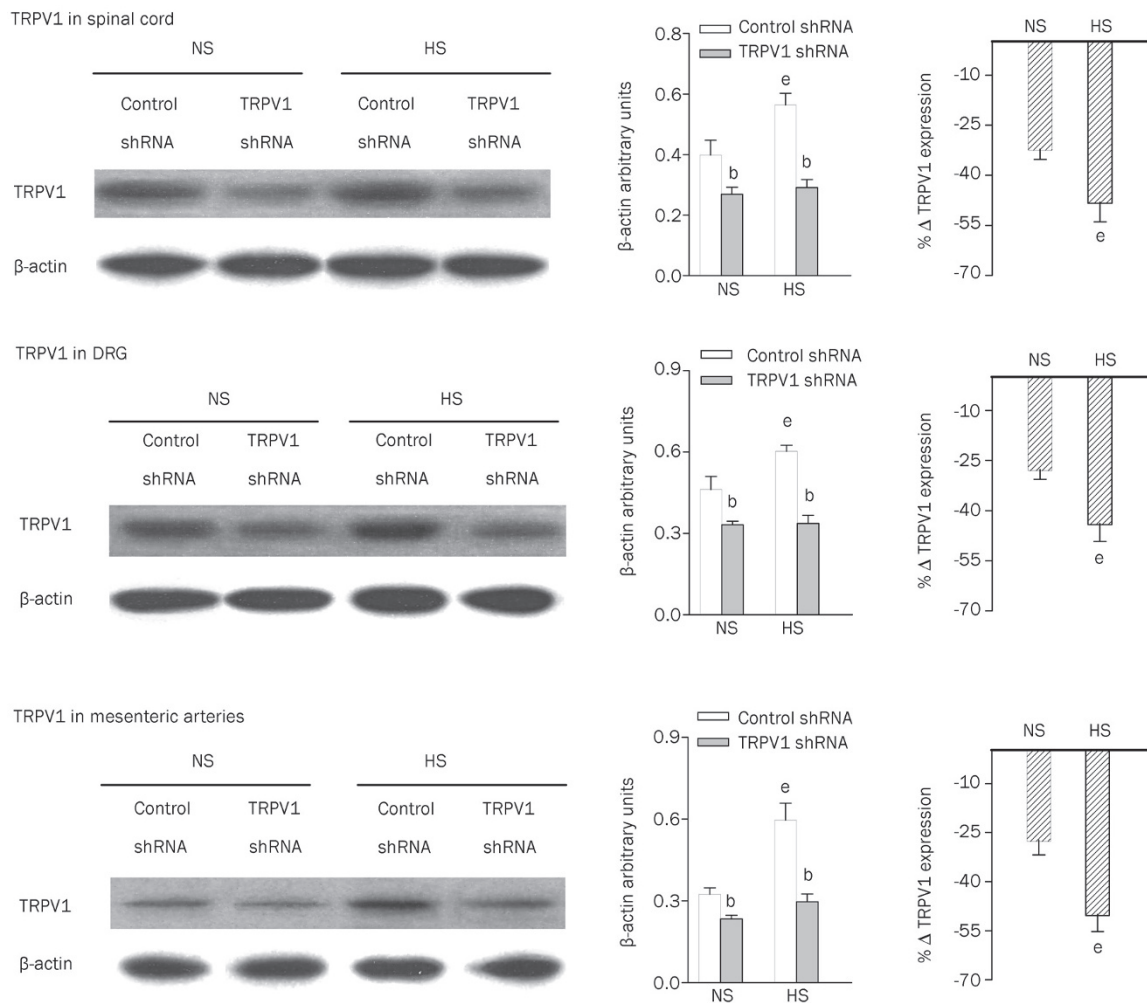 TRPV1 in spinal cord
NS HS
Control shRNA TRPV1 shRNA Control shRNA TRPV1 shRNA
TRPV1
β-actin
Control shRNA
TRPV1 shRNA
β-actin arbitrary units
0.8
0.6
0.4
0.2
0.0
b
e
b
NS HS
NS HS
% Δ TRPV1 expression
-10
-25
-40
-55
-70
e
TRPV1 in DRG
NS HS
Control shRNA TRPV1 shRNA Control shRNA TRPV1 shRNA
TRPV1
β-actin
Control shRNA
TRPV1 shRNA
β-actin arbitrary units
0.9
0.6
0.3
0.0
b
e
b
NS HS
NS HS
% Δ TRPV1 expression
-10
-25
-40
-55
-70
e
TRPV1 in mesenteric arteries
NS HS
Control shRNA TRPV1 shRNA Control shRNA TRPV1 shRNA
TRPV1
β-actin
Control shRNA
TRPV1 shRNA
β-actin arbitrary units
0.9
0.6
0.3
0.0
b
e
b
NS HS
NS HS
% Δ TRPV1 expression
-10
-25
-40
-55
-70
e